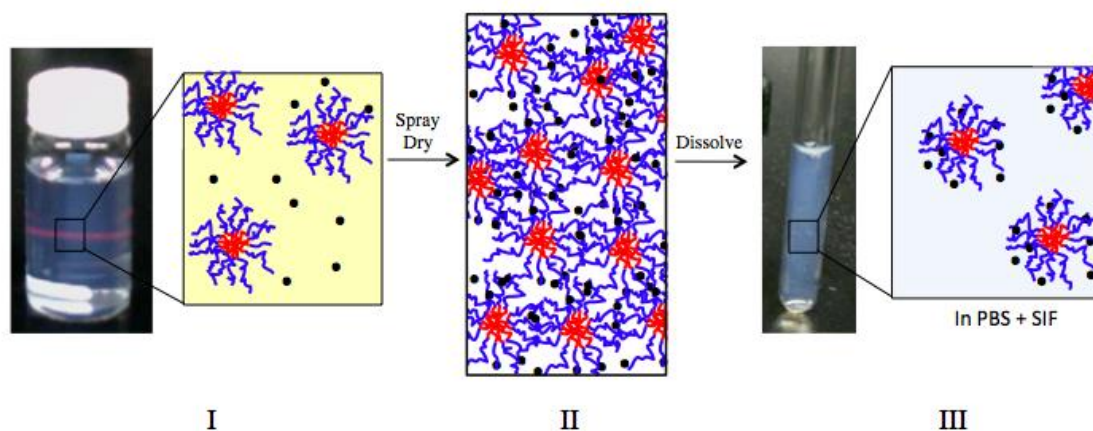 Spray
Dry
Dissolve
In PBS + SIF
I
II
III